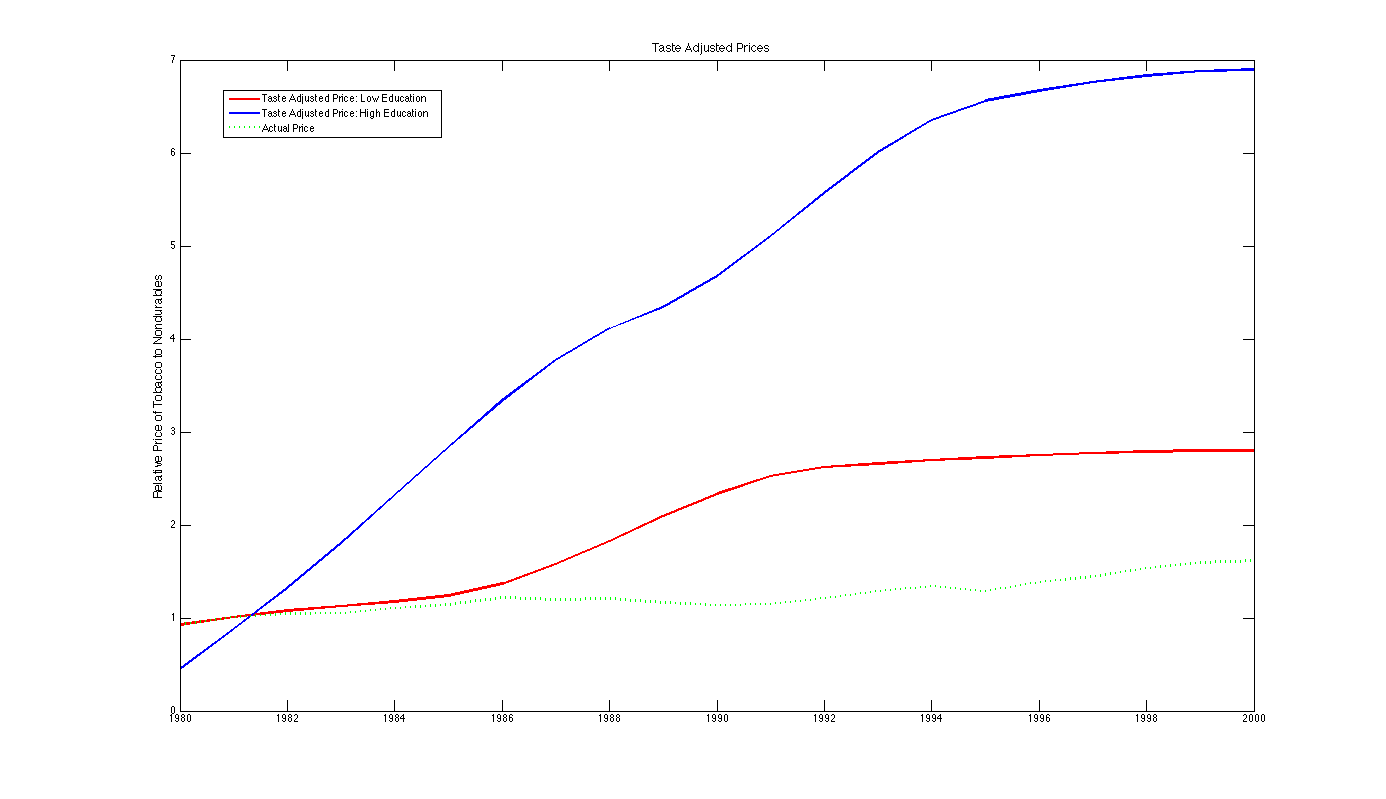 Taste Adjusted Prices
7
6
5
4
3
2
1
0
Relative Price of Tobacco to Nondurables
Taste Adjusted Price: Low Education
Taste Adjusted Price: High Education
Actual Price
1980 1982 1984 1986 1988 1990 1992 1994 1996 1998 2000